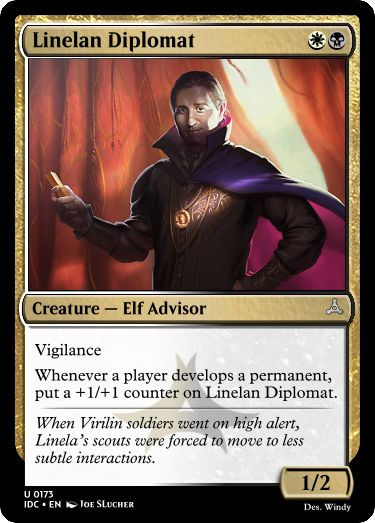 Linelan Diplomat
Creature — Elf Advisor
Vigilance
Whenever a player develops a permanent,
put a +1/+1 counter on Linelan Diplomat.
When Virilin soldiers went on high alert,
Linela's scouts were forced to move to less
subtle interactions.
1/2
U 0173
IDC • EN Joe Slucher
Des. Windy